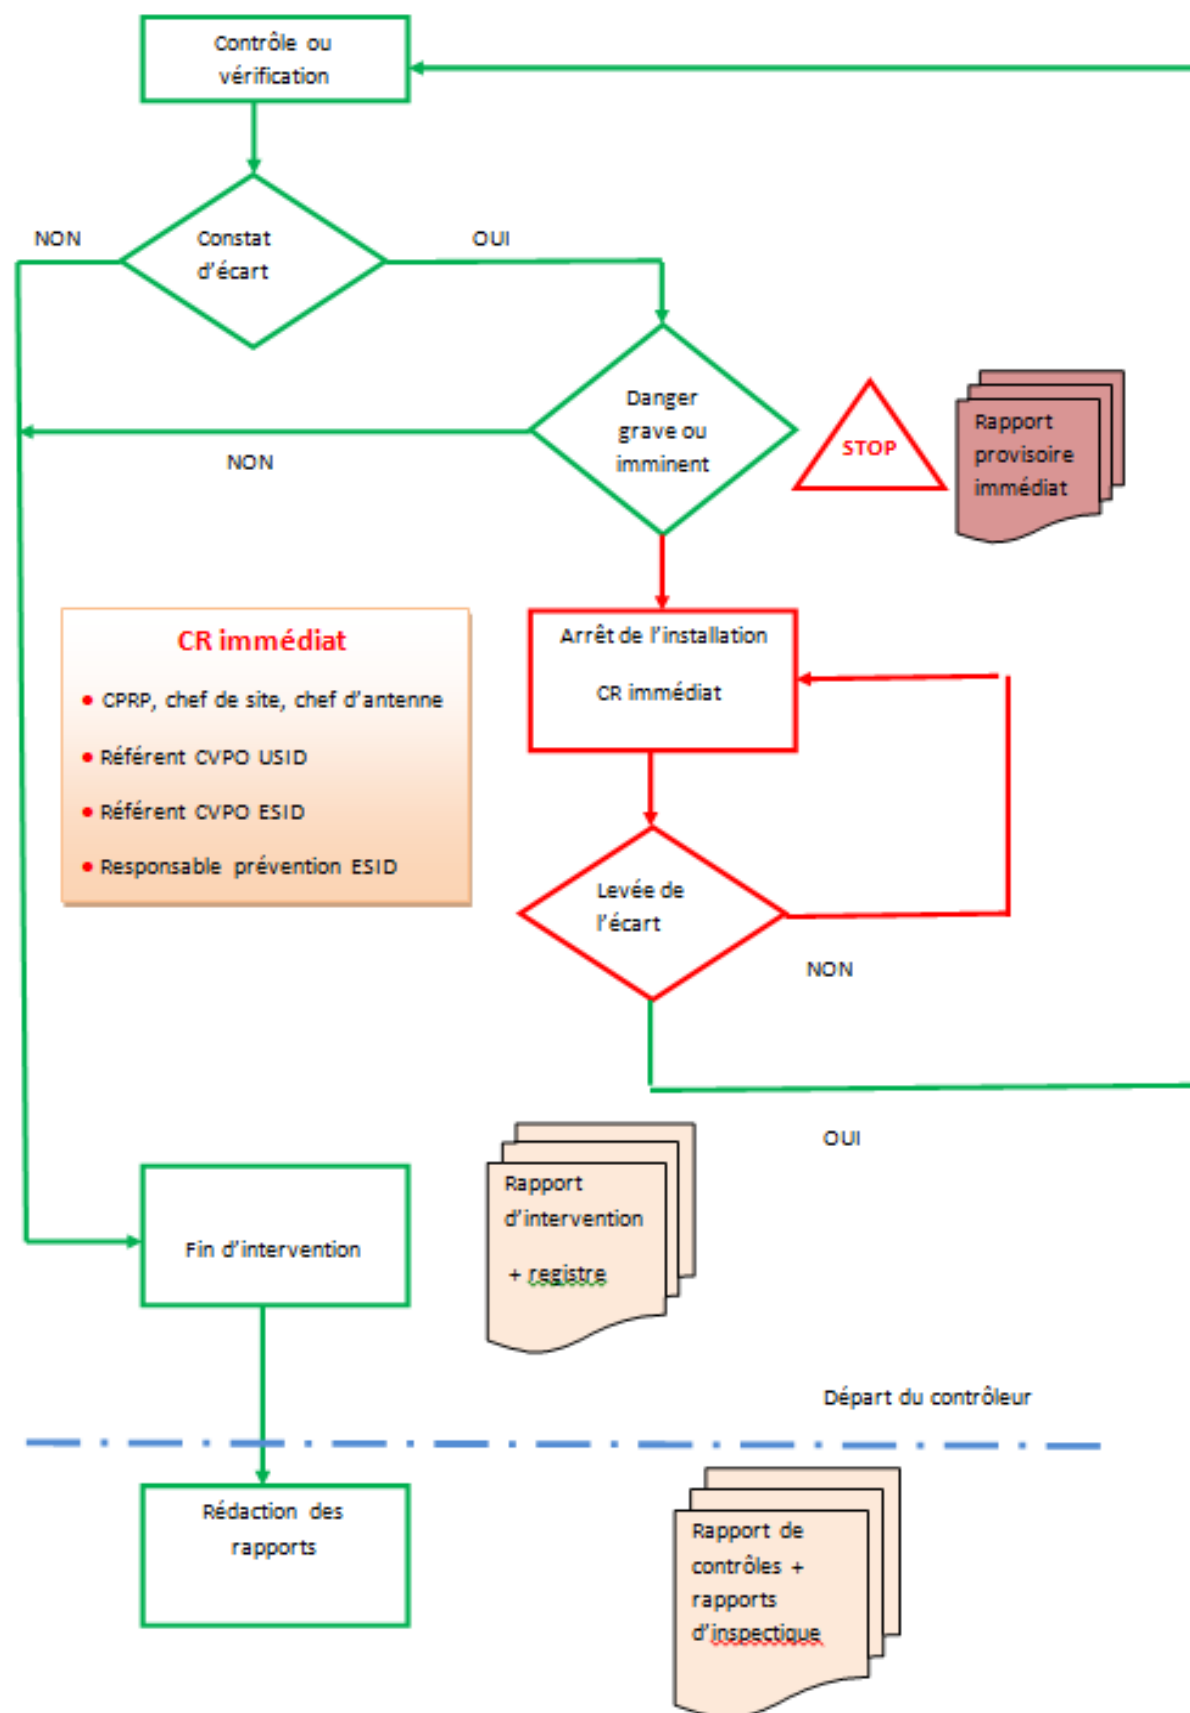 Contrôle ou
vérification
NON
Constat
d'écart
OUI
Danger
grave ou
imminent
NON
STOP
Rapport
provisoire
immédiat
CR immédiat
• CPRP, chef de site, chef d'antenne
• Référent CVPO USID
• Référent CVPO ESID
• Responsable prévention ESID
Arrêt de l'installation
CR immédiat
Levée de
l'écart
NON
OUI
Rapport
d'intervention
+ registre
Fin d'intervention
Départ du contrôleur
Rédaction des
rapports
Rapport de
contrôles +
rapports
d'inspectique